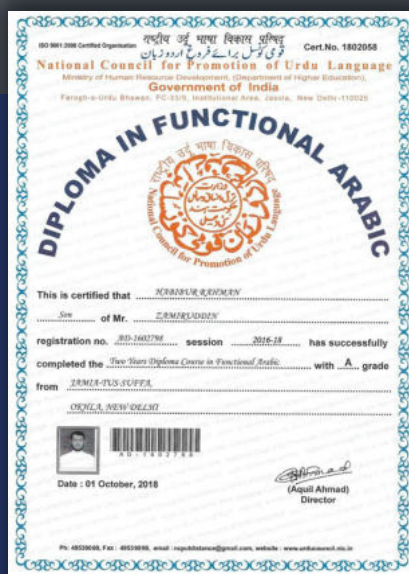 राष्ट्रीय उर्दू भाषा विकास परिषद
ISO 9001:2008 Certified Organisation
Cert.No. 1802058
قومی کونسل برائے فروغ اردو زبان
National Council for Promotion of Urdu Language
Ministry of Human Resource Development, (Department of Higher Education),
Government of India
Farogh-e-Urdu Bhawan, FC-33/9, Institutional Area, Jasola, New Delhi-110025
DIPLOMA IN FUNCTIONAL ARABIC
राष्ट्रीय उर्दू भाषा विकास परिषद
National Council for Promotion of Urdu Language
This is certified that HABIBUR RAHMAN
Son of Mr. ZAMIRUDDIN
registration no. AD-1602798 session 2016-18 has successfully
completed the Two Years Diploma Course in Functional Arabic with A grade
from JAMIA-TUS-SUFFA,
OKHLA, NEW DELHI
AD-1602798
Date : 01 October, 2018
(Aquil Ahmad)
Director
Ph: 49539099, Fax : 49539099, email : website : www.urducouncil.nic.in